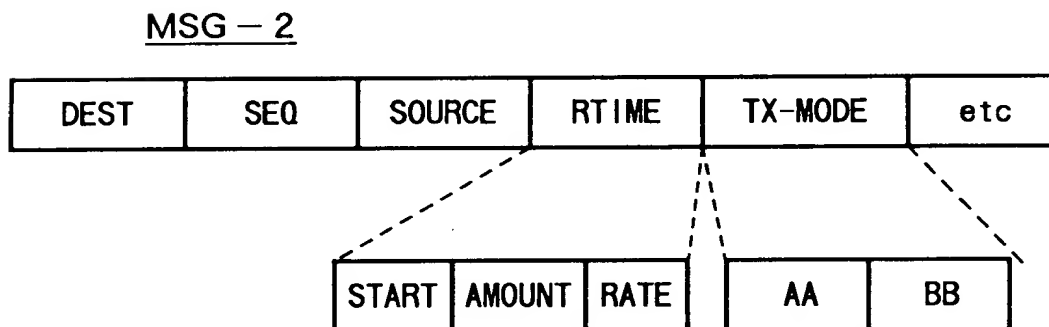 MSG – 2
DEST SEQ SOURCE RTIME TX-MODE etc
START AMOUNT RATE AA BB